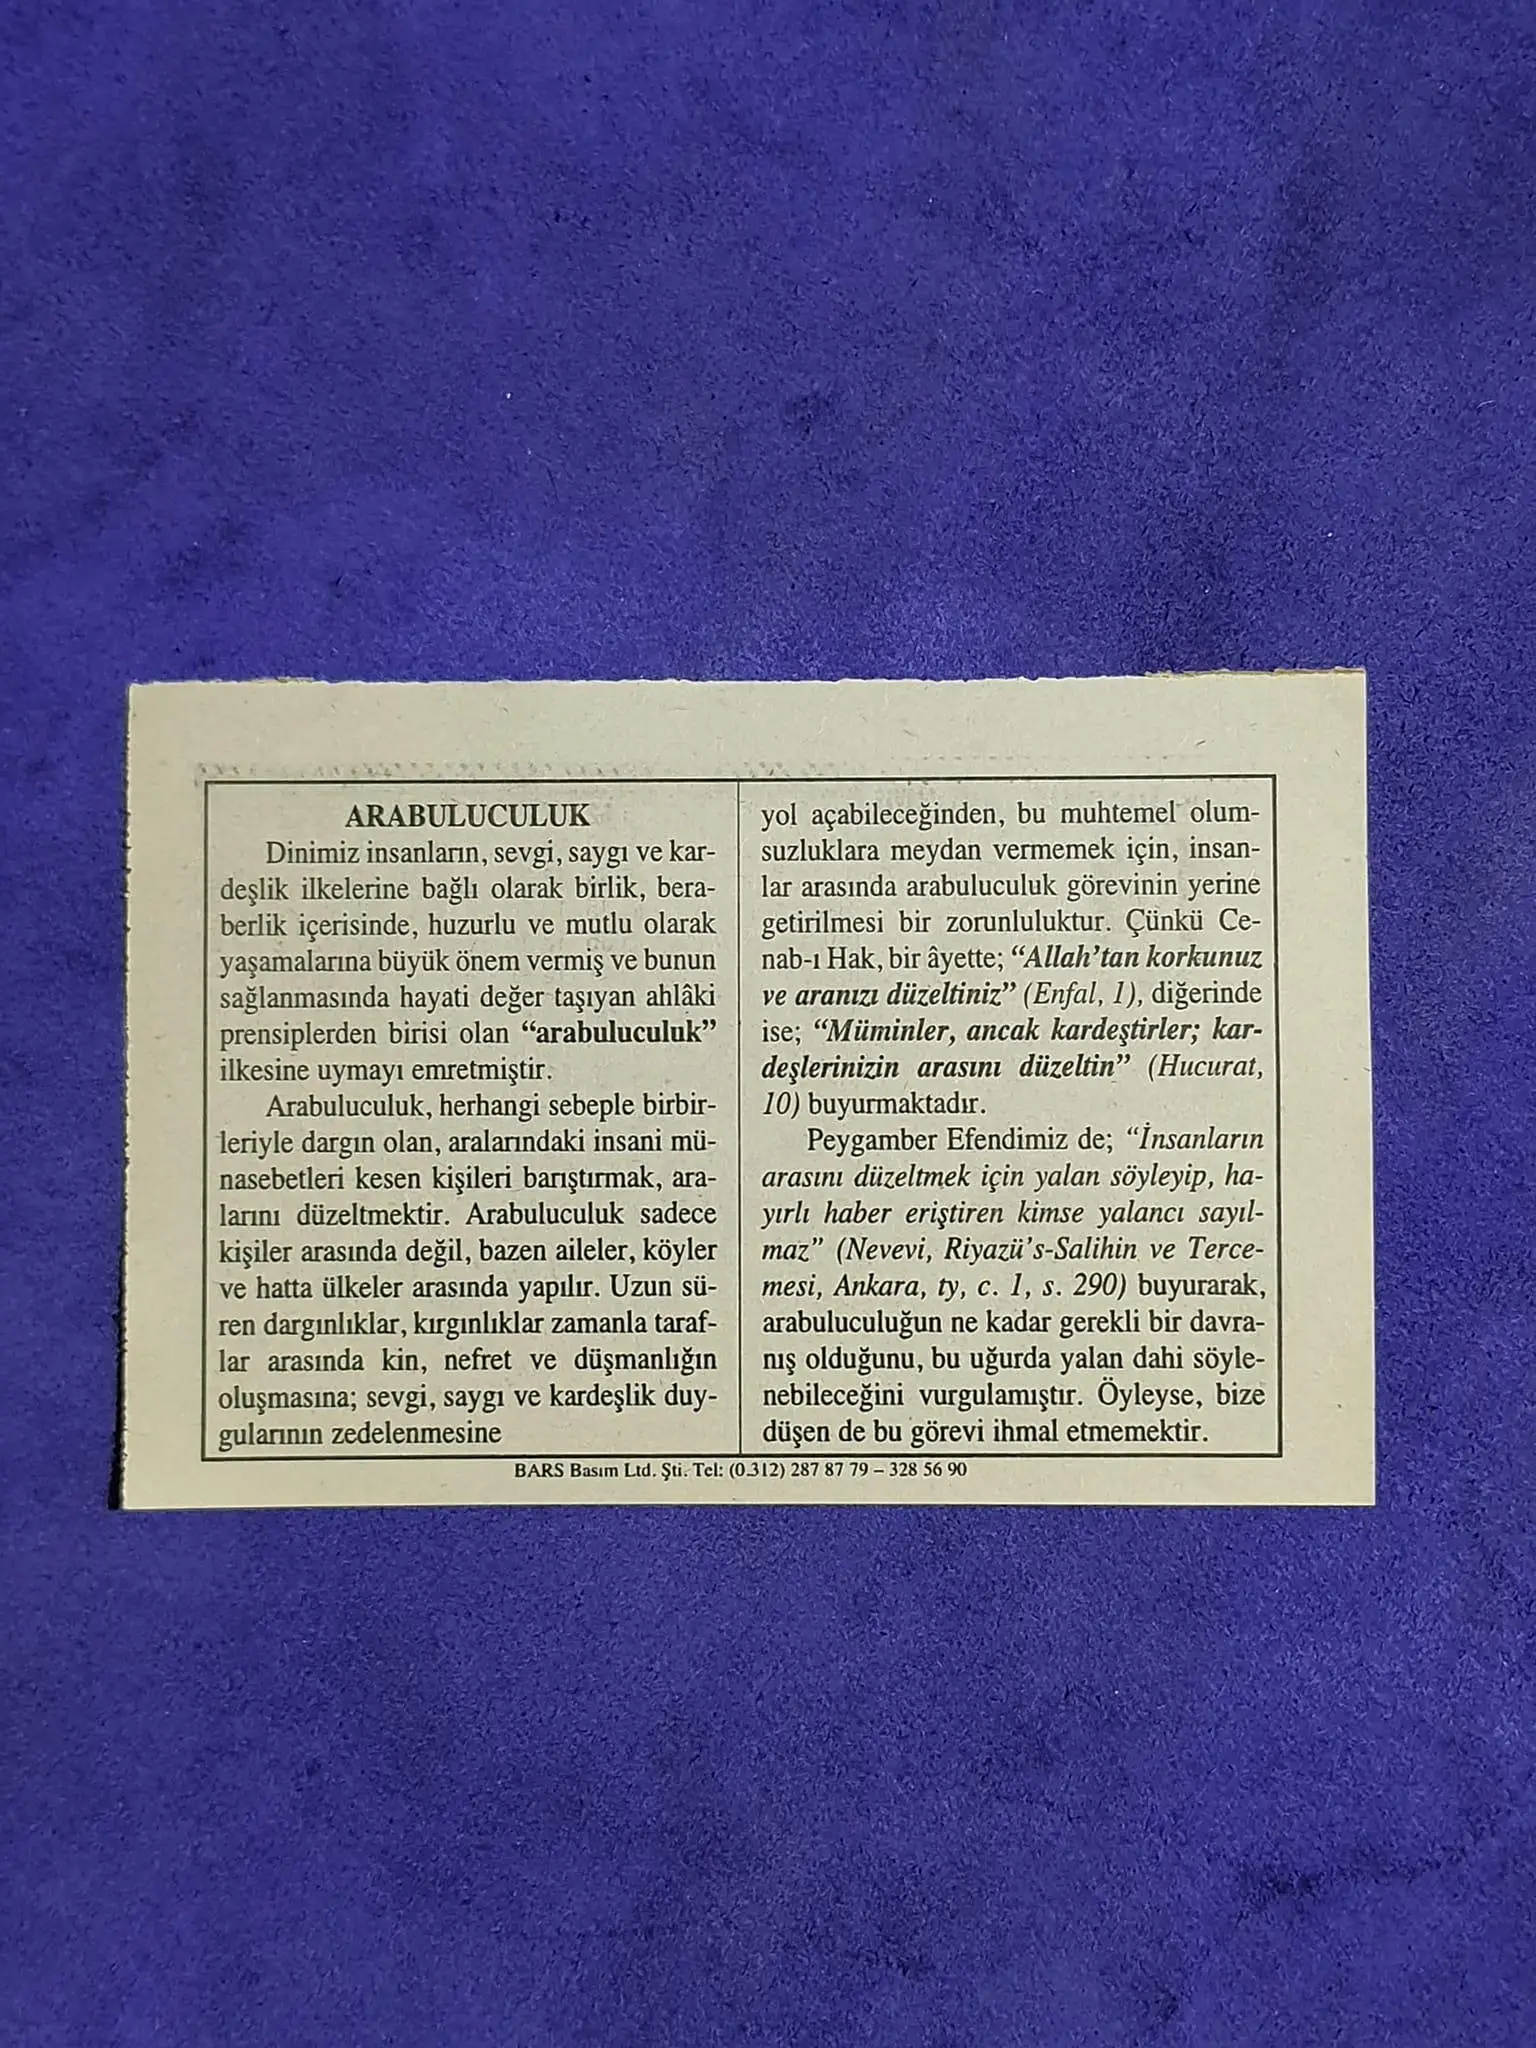 ARABULUCULUK
Dinimiz insanların, sevgi, saygı ve kar-
deşlik ilkelerine bağlı olarak birlik, bera-
berlik içerisinde, huzurlu ve mutlu olarak
yaşamalarına büyük önem vermiş ve bunun
sağlanmasında hayati değer taşıyan ahlâki
prensiplerden birisi olan “arabuluculuk”
ilkesine uymayı emretmiştir.
Arabuluculuk, herhangi sebeple birbir-
leriyle dargın olan, aralarındaki insani mü-
nasebetleri kesen kişileri barıştırmak, ara-
larını düzeltmektir. Arabuluculuk sadece
kişiler arasında değil, bazen aileler, köyler
ve hatta ülkeler arasında yapılır. Uzun sü-
ren dargınlıklar, kırgınlıklar zamanla taraf-
lar arasında kin, nefret ve düşmanlığın
oluşmasına; sevgi, saygı ve kardeşlik duy-
gularının zedelenmesine
yol açabileceğinden, bu muhtemel olum-
suzluklara meydan vermemek için, insan-
lar arasında arabuluculuk görevinin yerine
getirilmesi bir zorunluluktur. Çünkü Ce-
nab-ı Hak, bir âyette; “Allah’tan korkunuz
ve aranızı düzeltiniz” (Enfal, 1), diğerinde
ise; “Müminler, ancak kardeştirler; kar-
deşlerinizin arasını düzeltin” (Hucurat,
10) buyurmaktadır.
Peygamber Efendimiz de; “İnsanların
arasını düzeltmek için yalan söyleyip, ha-
yırlı haber eriştiren kimse yalancı sayıl-
maz” (Nevevi, Riyazü’s-Salihin ve Terce-
mesi, Ankara, ty, c. 1, s. 290) buyurarak,
arabuluculuğun ne kadar gerekli bir davra-
nış olduğunu, bu uğurda yalan dahi söyle-
nebileceğini vurgulamıştır. Öyleyse, bize
düşen de bu görevi ihmal etmemektir.
BARS Basım Ltd. Şti. Tel: (0.312) 287 87 79 – 328 56 90